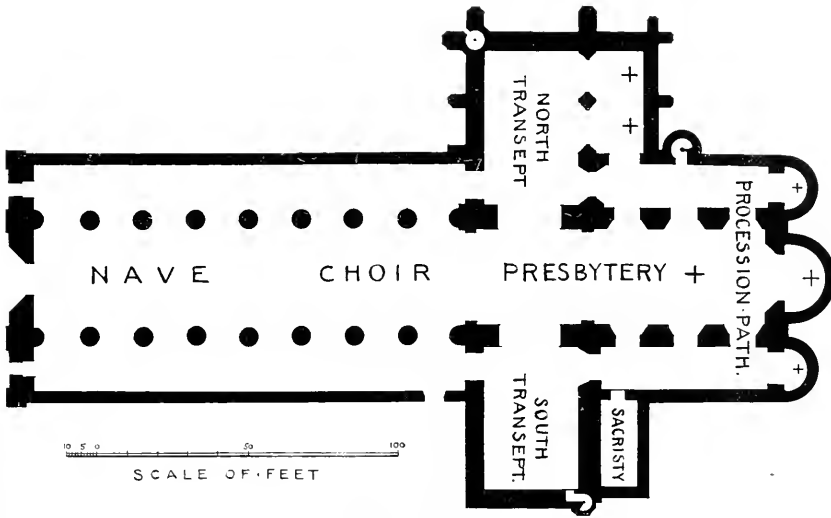 NORTH
TRANSEPT
NAVE CHOIR PRESBYTERY
PROCESSION·PATH.
SOUTH
TRANSEPT.
SACRISTY
10 5 0 50 100
SCALE OF·FEET